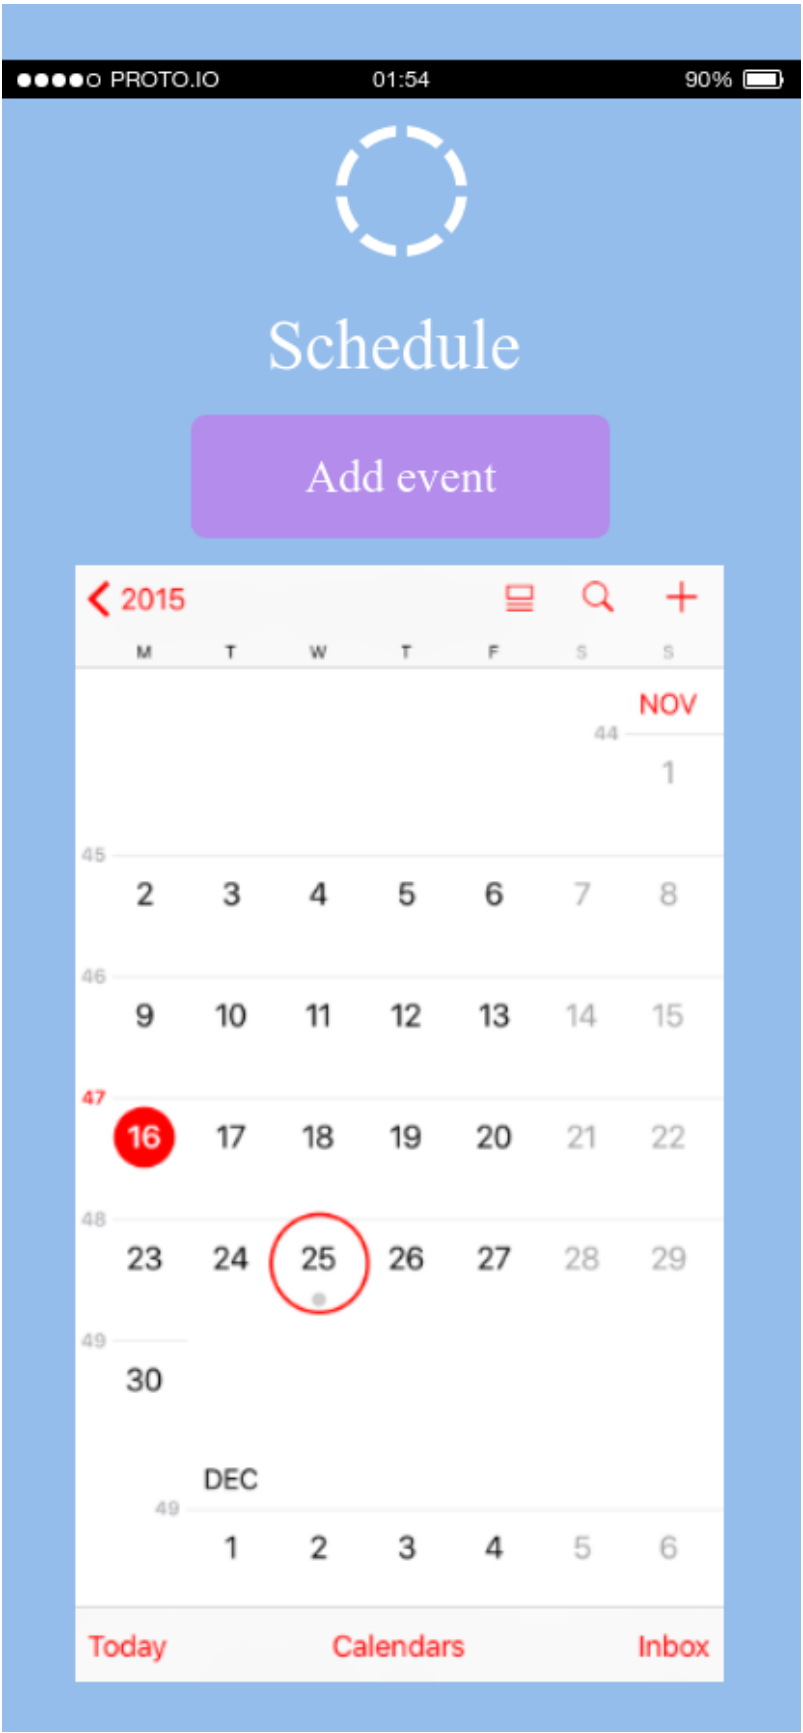 PROTO.IO 01:54 90%
Schedule
Add event
2015
M T W T F S S
NOV
44
1
45
2 3 4 5 6 7 8
46
9 10 11 12 13 14 15
47
16 17 18 19 20 21 22
48
23 24 25 26 27 28 29
49
30
DEC
49
1 2 3 4 5 6
Today Calendars Inbox